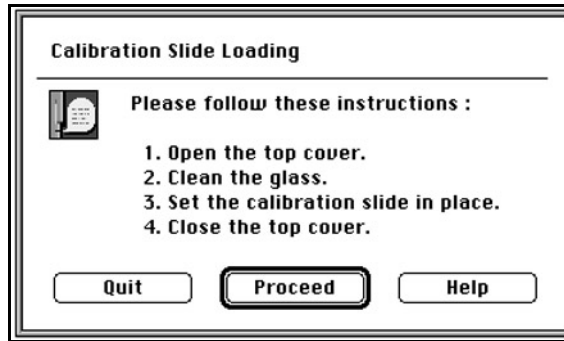 Calibration Slide Loading
Please follow these instructions :
1. Open the top cover.
2. Clean the glass.
3. Set the calibration slide in place.
4. Close the top cover.
Quit Proceed Help